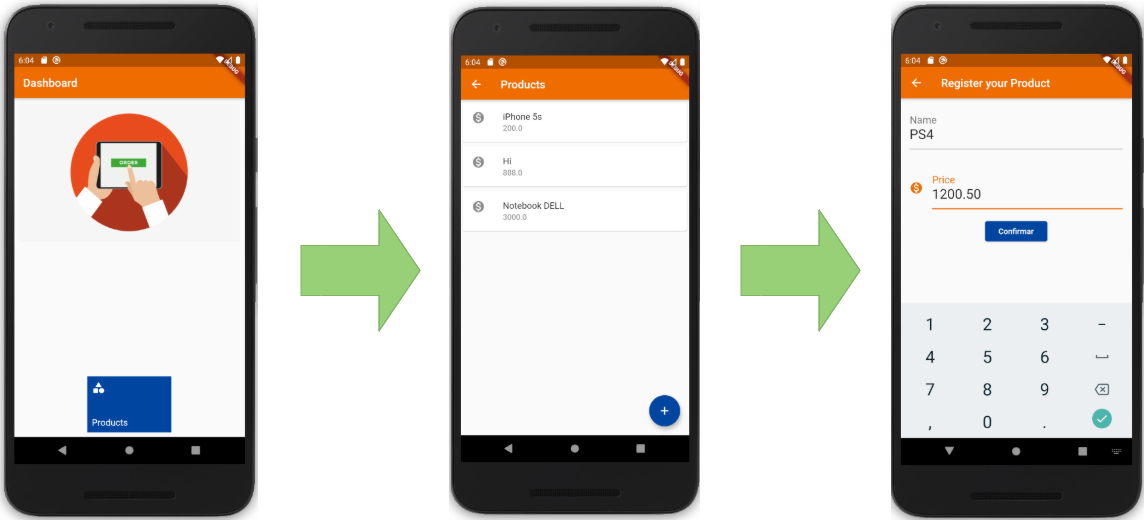 6:04
DEBUG
Dashboard
ORDER
Products
6:04
DEBUG
Products
iPhone 5s
200.0
Hi
888.0
Notebook DELL
3000.0
+
6:04
DEBUG
Register your Product
Name
PS4
Price
$
1200.50
Confirmar
1 2 3 –
4 5 6
7 8 9
, 0 .